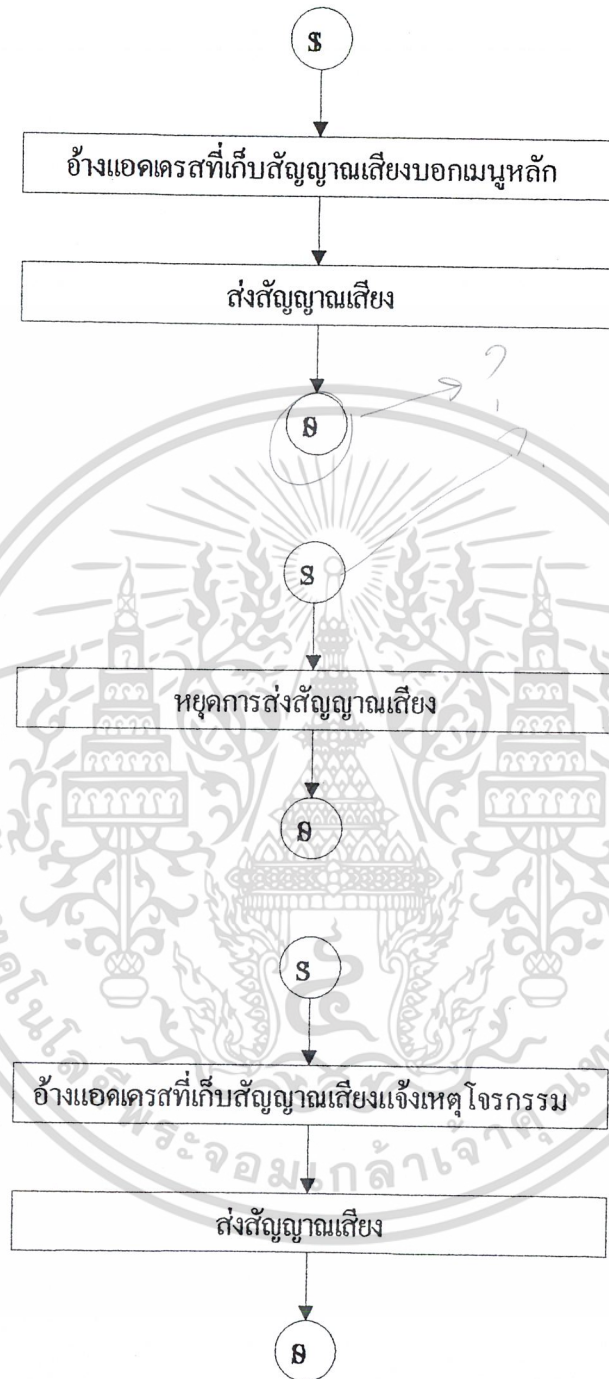 อ้างแอดเดรสที่เก็บสัญญาณเสียงบอกเมนูหลัก
ส่งสัญญาณเสียง
?
?
หยุดการส่งสัญญาณเสียง
S
อ้างแอดเดรสที่เก็บสัญญาณเสียงแจ้งเหตุโจรกรรม
ส่งสัญญาณเสียง